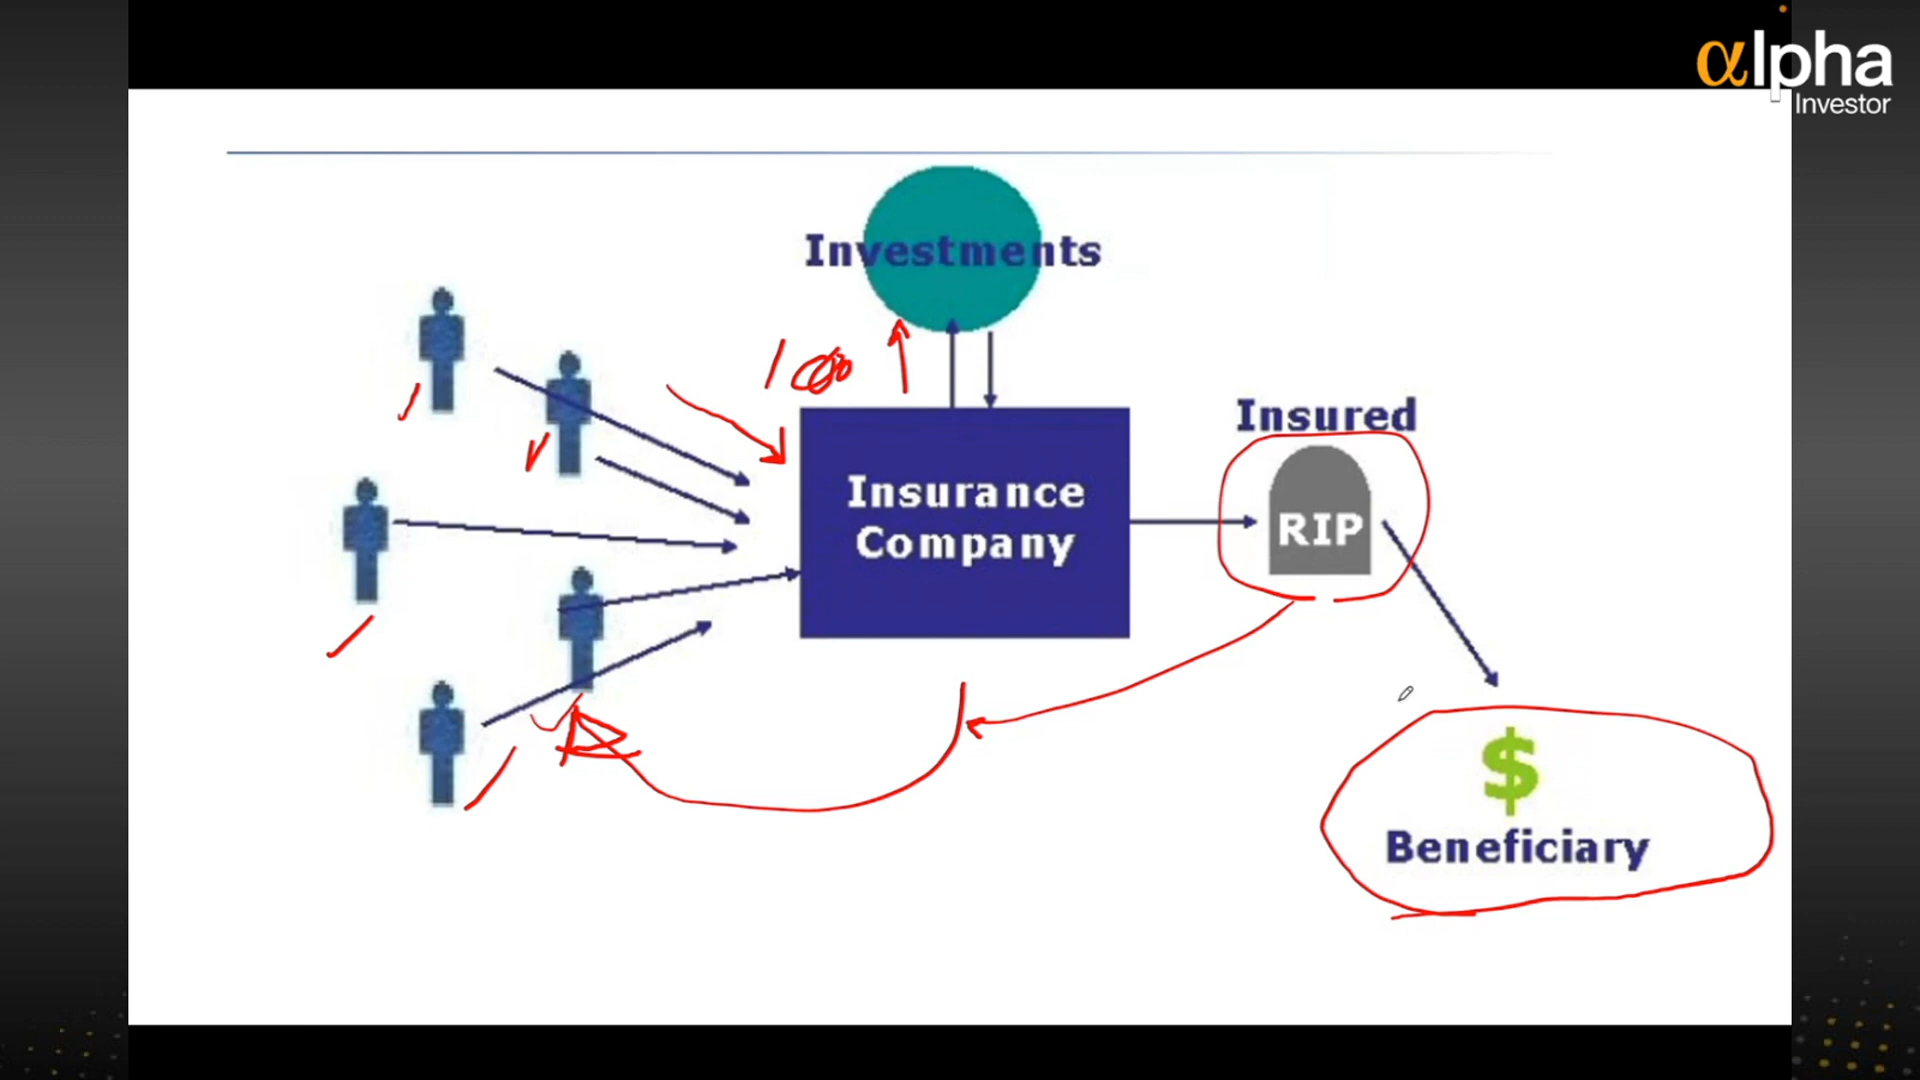 αlpha
Investor
Investments
Insured
Insurance
Company
RIP
$
Beneficiary